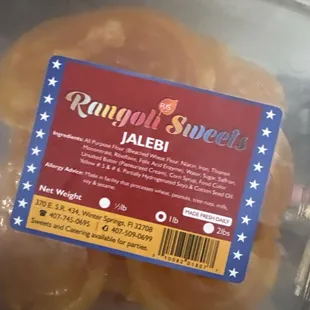 RUS
Rangoli Sweets
JALEBI
Ingredients: All Purpose Flour (Bleached Wheat Flour, Niacin, Iron, Thiamin
Mononitrate, Riboflavin, Folic Acid Enzyme), Water, Sugar, Saffron,
Unsalted Butter (Pasteurized Cream), Corn Syrup, Food Color
Yellow # 5 & # 6, Partially Hydrogenated Soya & Cotton Seed Oil
Allergy Advice: Made in facility that processes wheat, peanuts, tree nuts, milk,
soy & sesame.
Net Weight ½lb 1lb 2lbs
MADE FRESH DAILY
370 E. S.R. 434, Winter Springs, Fl 32708
407-745-0695 407-509-0699
Sweets and Catering available for parties.